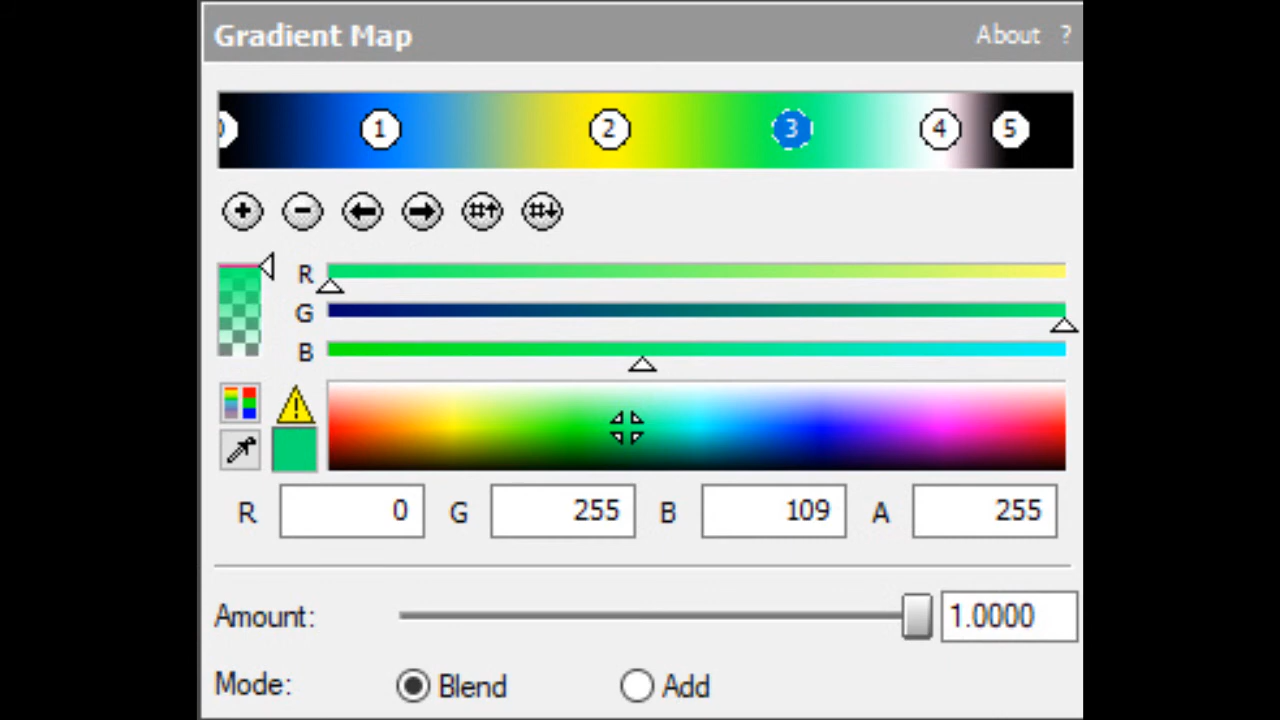 Gradient Map About ?
1 2 3 4 5
R
G
B
R 0 G 255 B 109 A 255
Amount: 1.0000
Mode: Blend Add